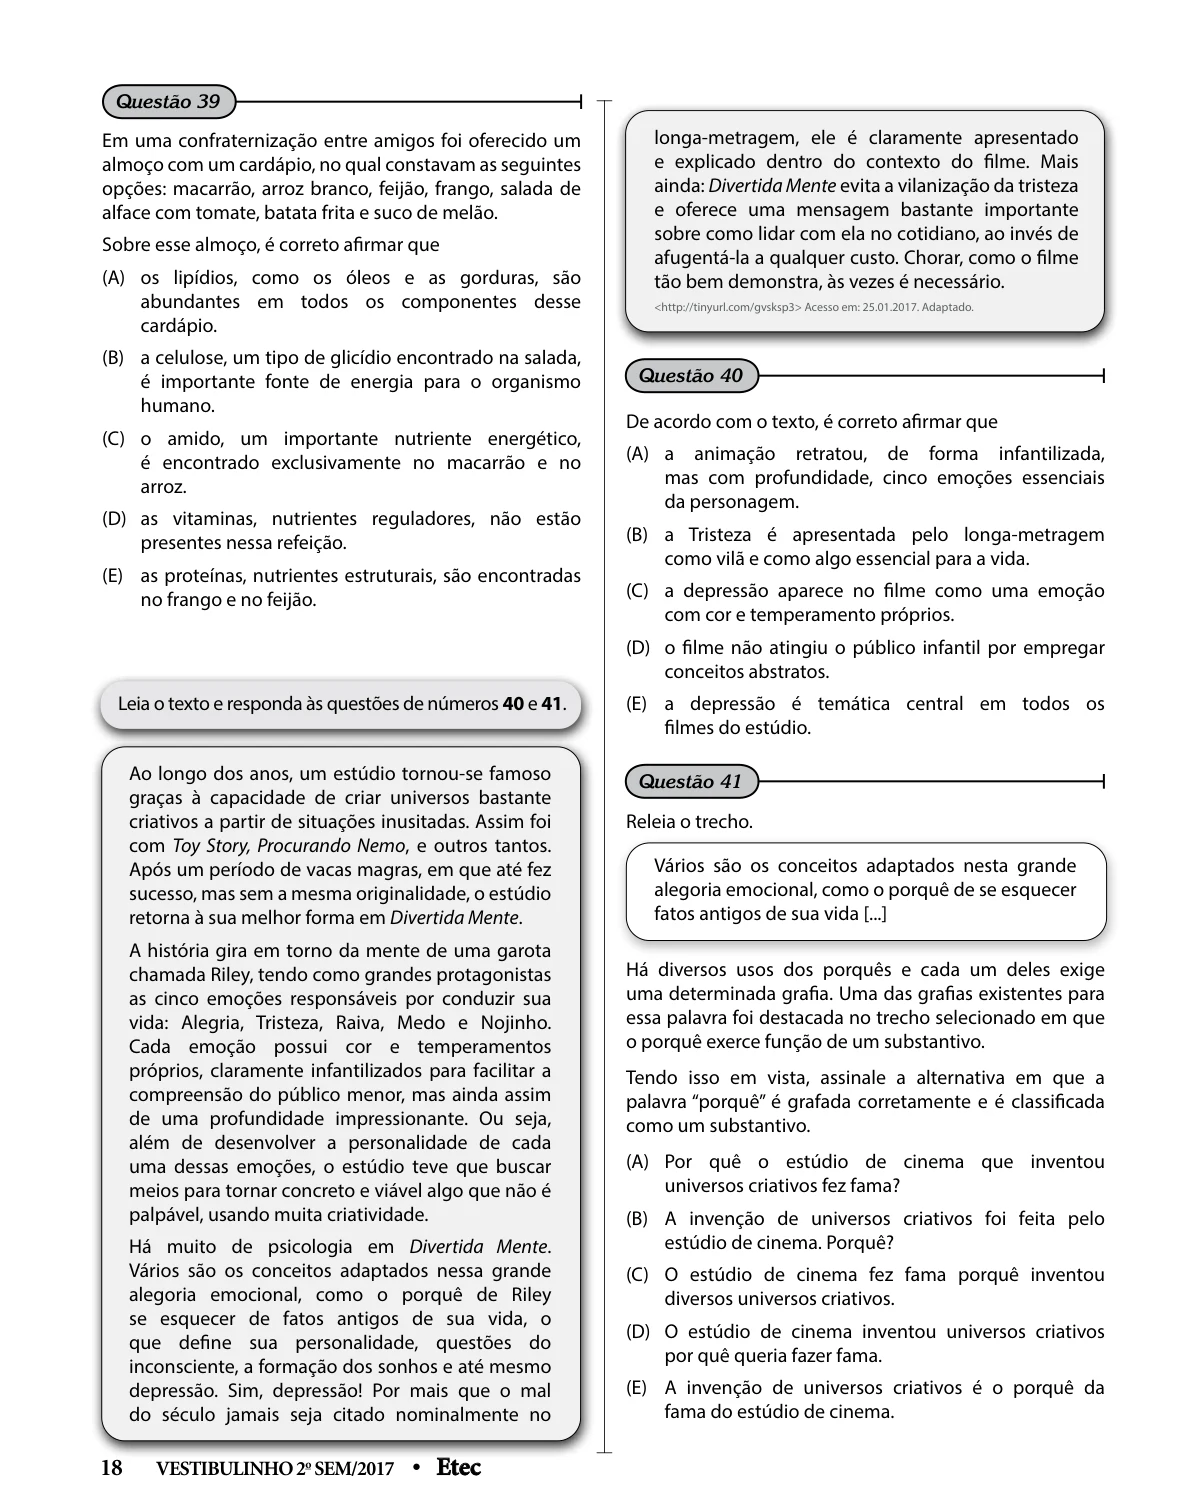 Questão 39
Em uma confraternização entre amigos foi oferecido um
almoço com um cardápio, no qual constavam as seguintes
opções: macarrão, arroz branco, feijão, frango, salada de
alface com tomate, batata frita e suco de melão.
Sobre esse almoço, é correto afirmar que
(A) os lipídios, como os óleos e as gorduras, são
abundantes em todos os componentes desse
cardápio.
(B) a celulose, um tipo de glicídio encontrado na salada,
é importante fonte de energia para o organismo
humano.
(C) o amido, um importante nutriente energético,
é encontrado exclusivamente no macarrão e no
arroz.
(D) as vitaminas, nutrientes reguladores, não estão
presentes nessa refeição.
(E) as proteínas, nutrientes estruturais, são encontradas
no frango e no feijão.
Leia o texto e responda às questões de números 40 e 41.
Ao longo dos anos, um estúdio tornou-se famoso
graças à capacidade de criar universos bastante
criativos a partir de situações inusitadas. Assim foi
com Toy Story, Procurando Nemo, e outros tantos.
Após um período de vacas magras, em que até fez
sucesso, mas sem a mesma originalidade, o estúdio
retorna à sua melhor forma em Divertida Mente.
A história gira em torno da mente de uma garota
chamada Riley, tendo como grandes protagonistas
as cinco emoções responsáveis por conduzir sua
vida: Alegria, Tristeza, Raiva, Medo e Nojinho.
Cada emoção possui cor e temperamentos
próprios, claramente infantilizados para facilitar a
compreensão do público menor, mas ainda assim
de uma profundidade impressionante. Ou seja,
além de desenvolver a personalidade de cada
uma dessas emoções, o estúdio teve que buscar
meios para tornar concreto e viável algo que não é
palpável, usando muita criatividade.
Há muito de psicologia em Divertida Mente.
Vários são os conceitos adaptados nessa grande
alegoria emocional, como o porquê de Riley
se esquecer de fatos antigos de sua vida, o
que define sua personalidade, questões do
inconsciente, a formação dos sonhos e até mesmo
depressão. Sim, depressão! Por mais que o mal
do século jamais seja citado nominalmente no
longa-metragem, ele é claramente apresentado
e explicado dentro do contexto do filme. Mais
ainda: Divertida Mente evita a vilanização da tristeza
e oferece uma mensagem bastante importante
sobre como lidar com ela no cotidiano, ao invés de
afugentá-la a qualquer custo. Chorar, como o filme
tão bem demonstra, às vezes é necessário.
<http://tinyurl.com/gvsksp3> Acesso em: 25.01.2017. Adaptado.
Questão 40
De acordo com o texto, é correto afirmar que
(A) a animação retratou, de forma infantilizada,
mas com profundidade, cinco emoções essenciais
da personagem.
(B) a Tristeza é apresentada pelo longa-metragem
como vilã e como algo essencial para a vida.
(C) a depressão aparece no filme como uma emoção
com cor e temperamento próprios.
(D) o filme não atingiu o público infantil por empregar
conceitos abstratos.
(E) a depressão é temática central em todos os
filmes do estúdio.
Questão 41
Releia o trecho.
Vários são os conceitos adaptados nesta grande
alegoria emocional, como o porquê de se esquecer
fatos antigos de sua vida [...]
Há diversos usos dos porquês e cada um deles exige
uma determinada grafia. Uma das grafias existentes para
essa palavra foi destacada no trecho selecionado em que
o porquê exerce função de um substantivo.
Tendo isso em vista, assinale a alternativa em que a
palavra “porquê” é grafada corretamente e é classificada
como um substantivo.
(A) Por quê o estúdio de cinema que inventou
universos criativos fez fama?
(B) A invenção de universos criativos foi feita pelo
estúdio de cinema. Porquê?
(C) O estúdio de cinema fez fama porquê inventou
diversos universos criativos.
(D) O estúdio de cinema inventou universos criativos
por quê queria fazer fama.
(E) A invenção de universos criativos é o porquê da
fama do estúdio de cinema.
18 VESTIBULINHO 2º SEM/2017 • Etec